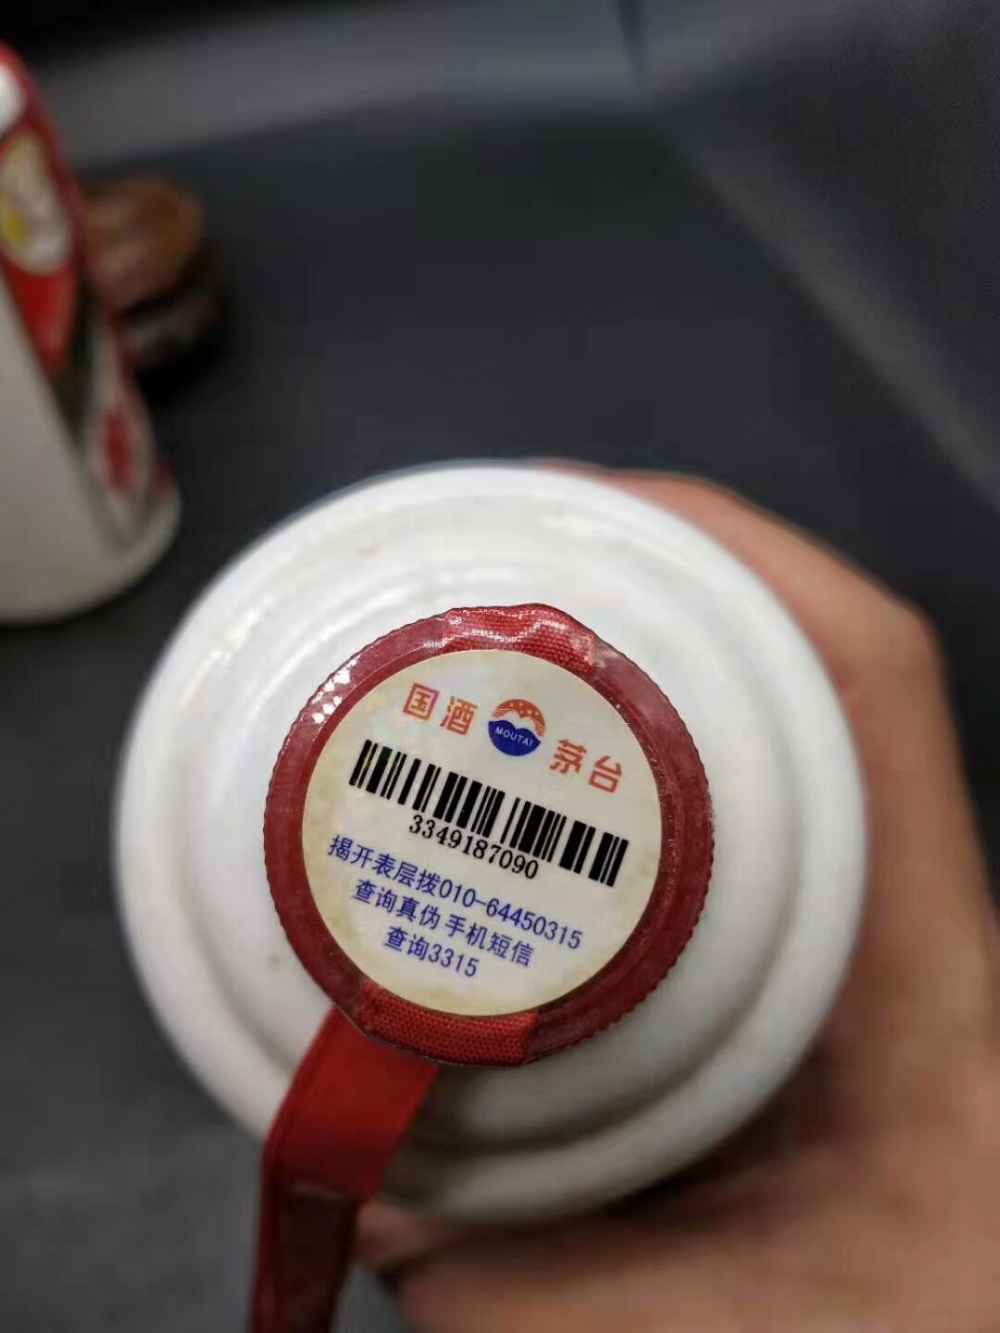 国酒 MOUTAI 茅台
3349187090
揭开表层拨010-64450315
查询真伪 手机短信
查询3315